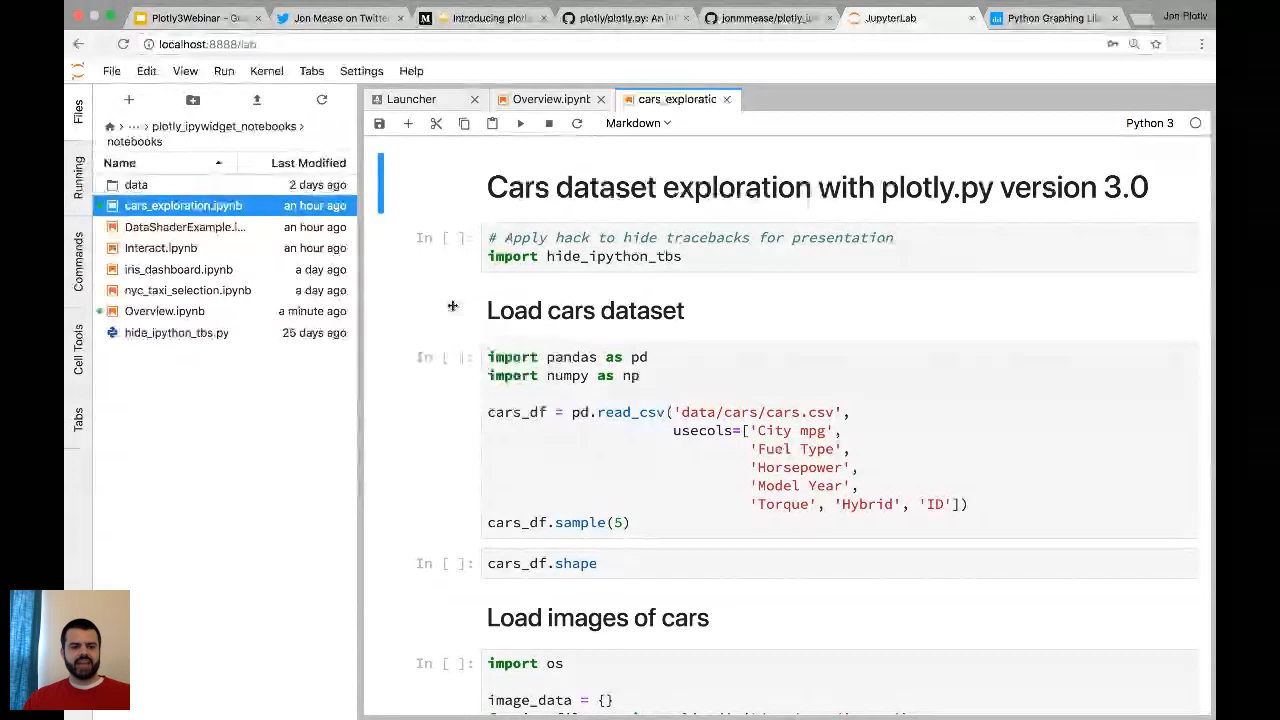 Plotly3Webinar - G
Jon Mease on Twitter
Introducing plotl
plotly/plotly.py: An
jonmmease/plotly_ip
JupyterLab
Python Graphing Lib
Jon Plotly
localhost:8888/lab
File Edit View Run Kernel Tabs Settings Help
Files
Running
Commands
Cell Tools
Tabs
… plotly_ipywidget_notebooks >
notebooks
Name Last Modified
data 2 days ago
cars_exploration.ipynb an hour ago
DataShaderExample.i... an hour ago
Interact.ipynb an hour ago
iris_dashboard.ipynb a day ago
nyc_taxi_selection.ipynb a day ago
Overview.ipynb a minute ago
hide_ipython_tbs.py 25 days ago
Launcher
Overview.ipynb
cars_exploratic
Markdown
Python 3
Cars dataset exploration with plotly.py version 3.0
In [ ]: # Apply hack to hide tracebacks for presentation
import hide_ipython_tbs
Load cars dataset
In [ ]: import pandas as pd
import numpy as np
cars_df = pd.read_csv('data/cars/cars.csv',
usecols=['City mpg',
'Fuel Type',
'Horsepower',
'Model Year',
'Torque', 'Hybrid', 'ID'])
cars_df.sample(5)
In [ ]: cars_df.shape
Load images of cars
In [ ]: import os
image_data = {}